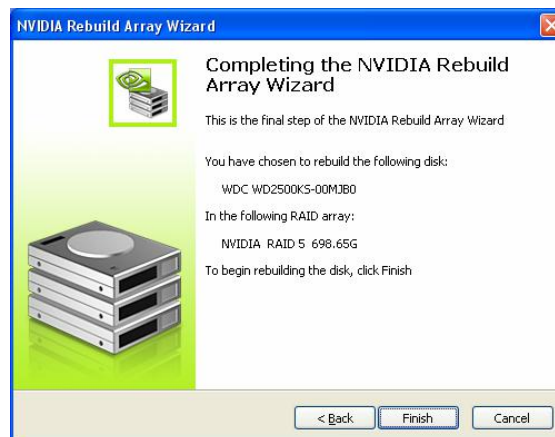 NVIDIA Rebuild Array Wizard
Completing the NVIDIA Rebuild
Array Wizard
This is the final step of the NVIDIA Rebuild Array Wizard
You have chosen to rebuild the following disk:
WDC WD2500KS-00MJB0
In the following RAID array:
NVIDIA RAID 5 698.65G
To begin rebuilding the disk, click Finish
< Back Finish Cancel